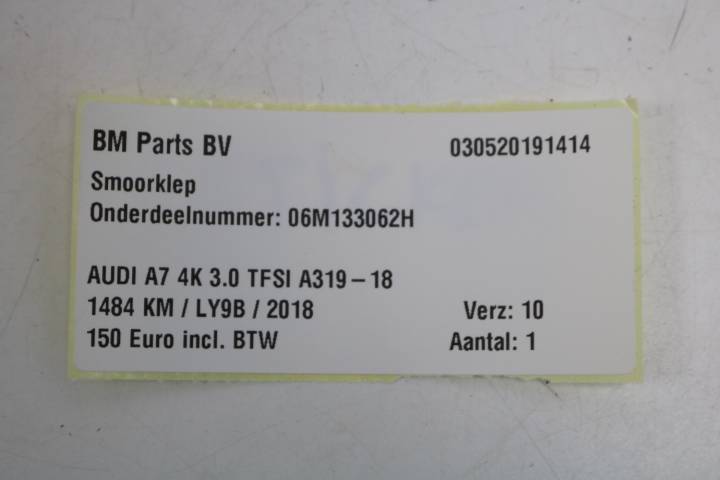 BM Parts BV 030520191414
Smoorklep
Onderdeelnummer: 06M133062H
AUDI A7 4K 3.0 TFSI A319-18
1484 KM / LY9B / 2018 Verz: 10
150 Euro incl. BTW Aantal: 1